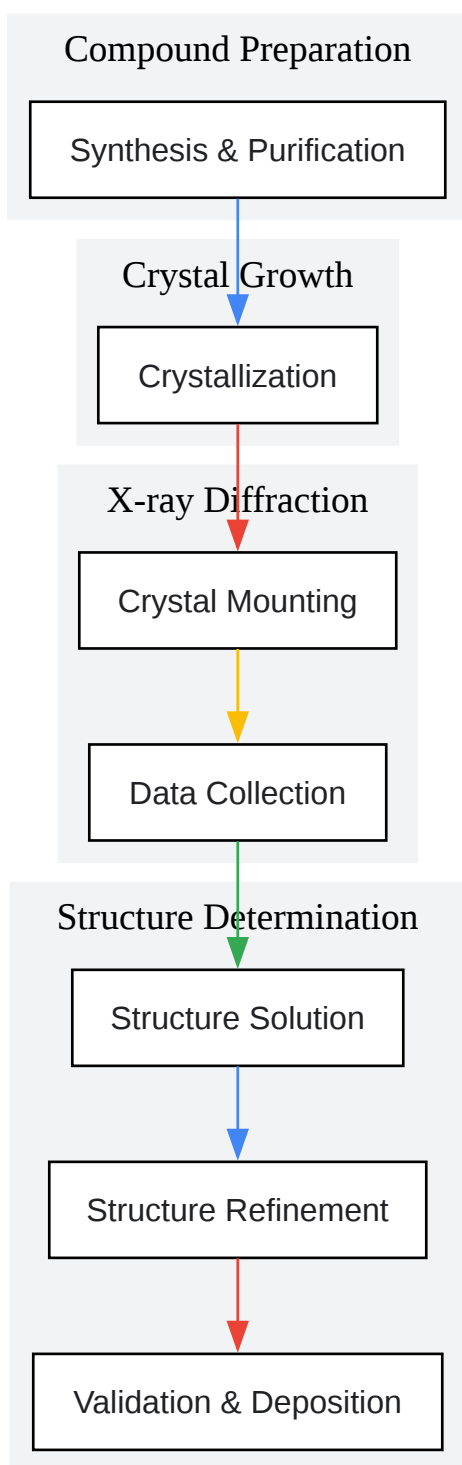 Compound Preparation
Synthesis & Purification
Crystal Growth
Crystallization
X-ray Diffraction
Crystal Mounting
Data Collection
Structure Determination
Structure Solution
Structure Refinement
Validation & Deposition